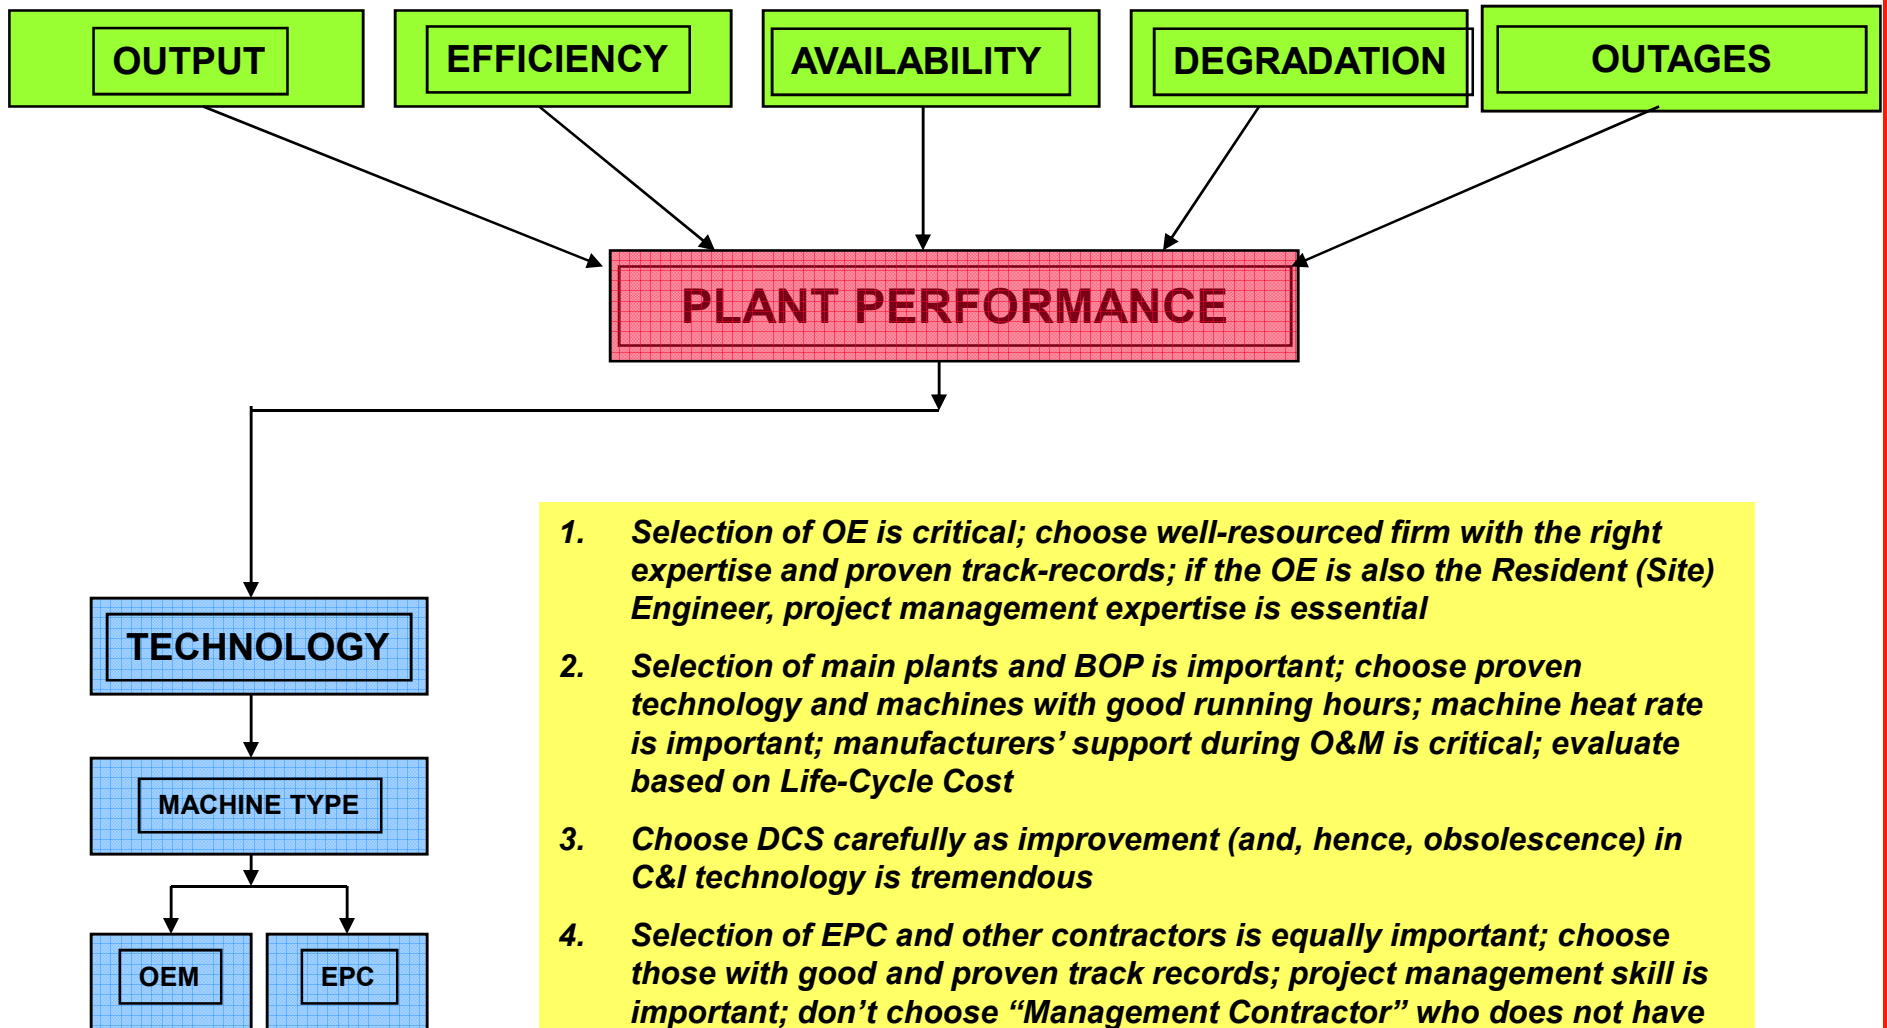 OUTPUT
EFFICIENCY
AVAILABILITY
DEGRADATION
OUTAGES
PLANT PERFORMANCE
TECHNOLOGY
MACHINE TYPE
OEM
EPC
1. Selection of OE is critical; choose well-resourced firm with the right
expertise and proven track-records; if the OE is also the Resident (Site)
Engineer, project management expertise is essential
2. Selection of main plants and BOP is important; choose proven
technology and machines with good running hours; machine heat rate
is important; manufacturers’ support during O&M is critical; evaluate
based on Life-Cycle Cost
3. Choose DCS carefully as improvement (and, hence, obsolescence) in
C&I technology is tremendous
4. Selection of EPC and other contractors is equally important; choose
those with good and proven track records; project management skill is
important; don’t choose “Management Contractor” who does not have